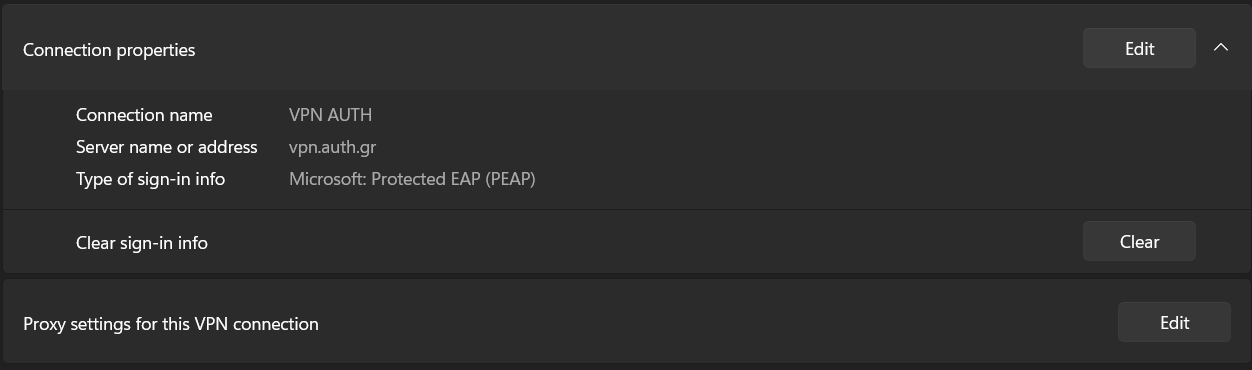 Connection properties Edit
Connection name VPN AUTH
Server name or address vpn.auth.gr
Type of sign-in info Microsoft: Protected EAP (PEAP)
Clear sign-in info Clear
Proxy settings for this VPN connection Edit